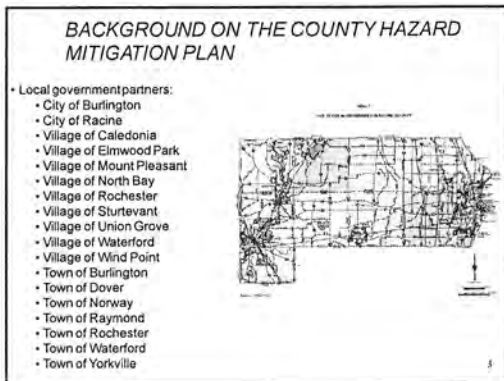 BACKGROUND ON THE COUNTY HAZARD
MITIGATION PLAN
• Local government partners:
• City of Burlington
• City of Racine
• Village of Caledonia
• Village of Elmwood Park
• Village of Mount Pleasant
• Village of North Bay
• Village of Rochester
• Village of Sturtevant
• Village of Union Grove
• Village of Waterford
• Village of Wind Point
• Town of Burlington
• Town of Dover
• Town of Norway
• Town of Raymond
• Town of Rochester
• Town of Waterford
• Town of Yorkville